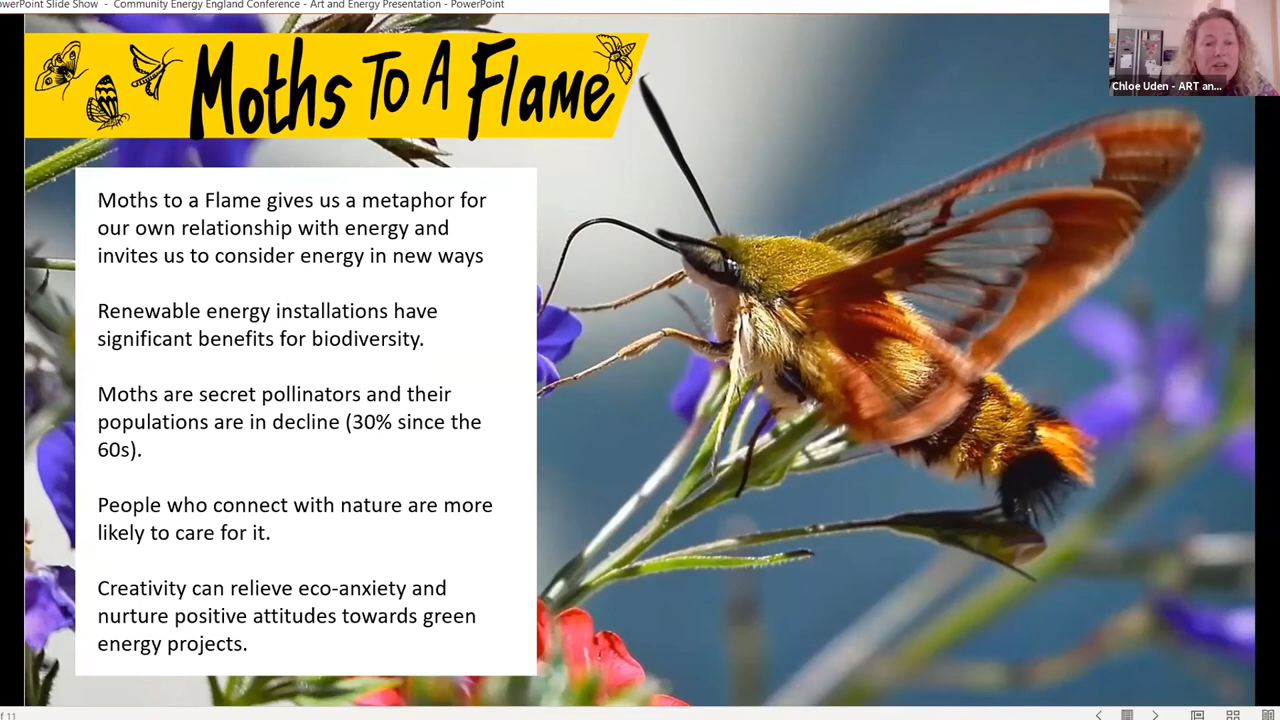 owerPoint Slide Show - Community Energy England Conference - Art and Energy Presentation - PowerPoint
Chloe Uden - ART an...
Moths To A Flame
Moths to a Flame gives us a metaphor for
our own relationship with energy and
invites us to consider energy in new ways
Renewable energy installations have
significant benefits for biodiversity.
Moths are secret pollinators and their
populations are in decline (30% since the
60s).
People who connect with nature are more
likely to care for it.
Creativity can relieve eco-anxiety and
nurture positive attitudes towards green
energy projects.
f 11